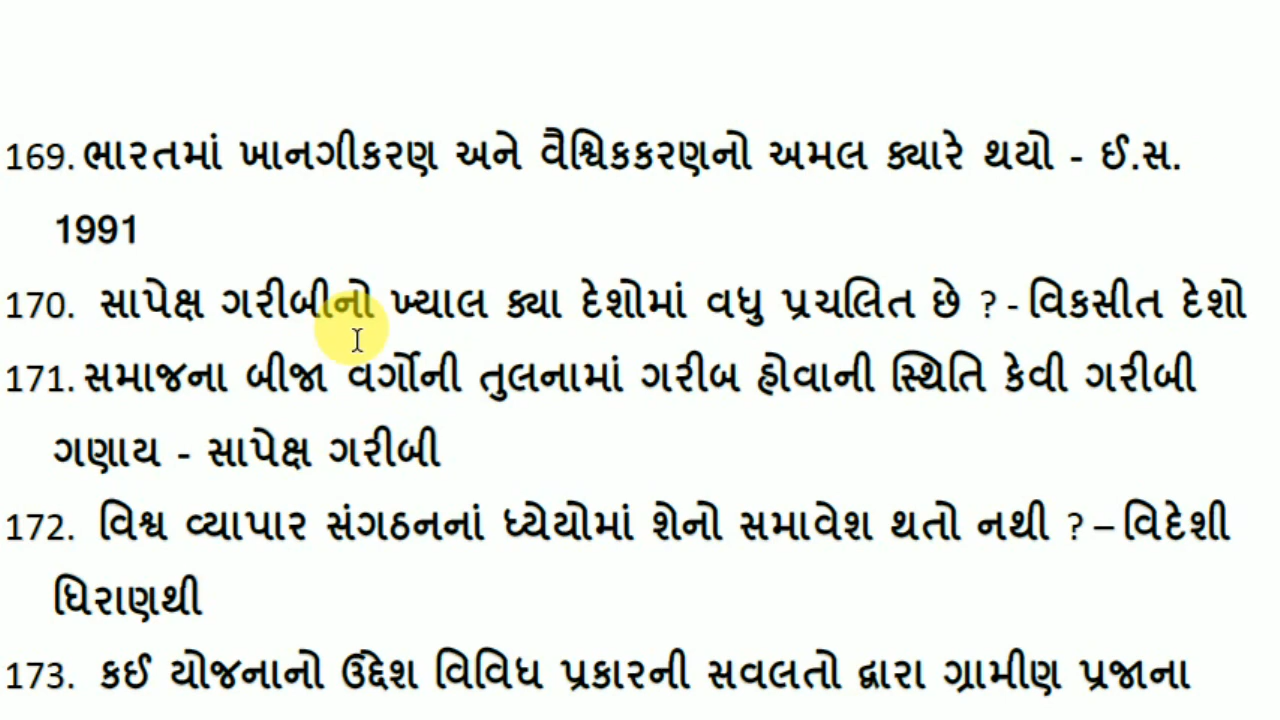 169. ભારતમાં ખાનગીકરણ અને વૈશ્વિકકરણનો અમલ ક્યારે થયો - ઈ.સ.
1991
170. સાપેક્ષ ગરીબીનો ખ્યાલ ક્યા દેશોમાં વધુ પ્રચલિત છે ? - વિકસીત દેશો
171. સમાજના બીજા વર્ગોની તુલનામાં ગરીબ હોવાની સ્થિતિ કેવી ગરીબી
ગણાય - સાપેક્ષ ગરીબી
172. વિશ્વ વ્યાપાર સંગઠનનાં ધ્યેયોમાં શેનો સમાવેશ થતો નથી ? – વિદેશી
ધિરાણથી
173. કઈ યોજનાનો ઉદ્દેશ વિવિધ પ્રકારની સવલતો દ્વારા ગ્રામીણ પ્રજાના